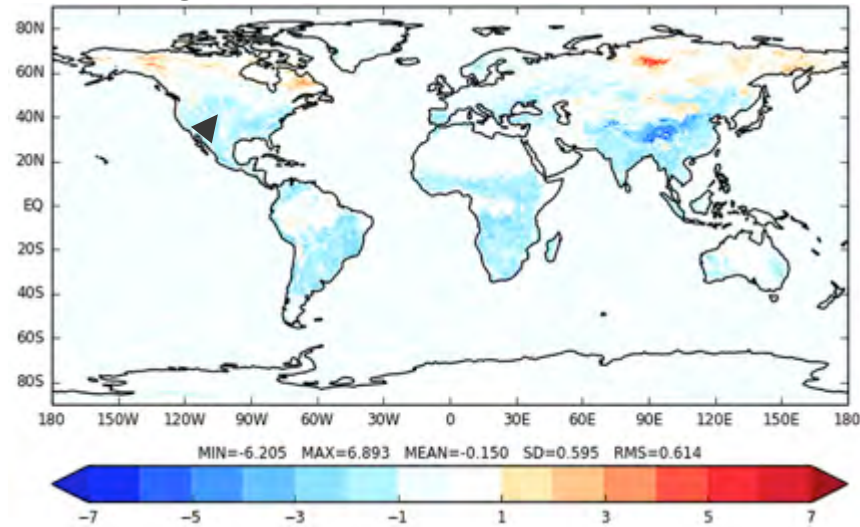 80N
60N
40N
20N
EQ
20S
40S
60S
80S
180 150W 120W 90W 60W 30W 0 30E 60E 90E 120E 150E 180
MIN=-6.205 MAX=6.893 MEAN=-0.150 SD=0.595 RMS=0.614
−7 −5 −3 −1 1 3 5 7